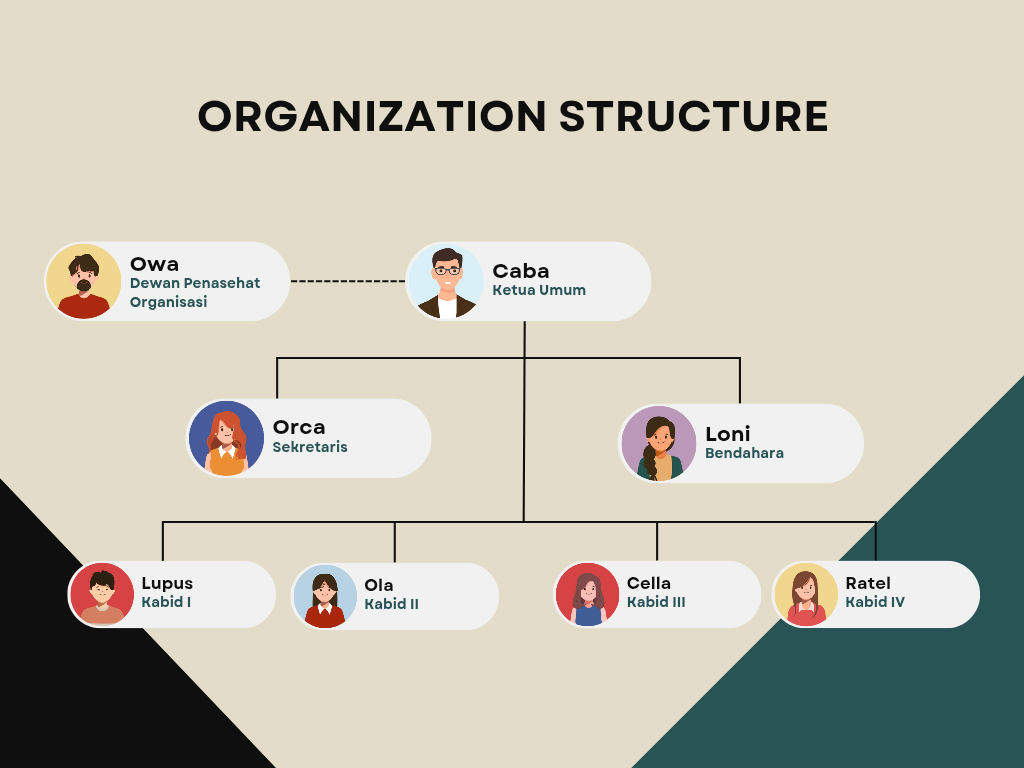 ORGANIZATION STRUCTURE
Owa
Dewan Penasehat
Organisasi
Caba
Ketua Umum
Orca
Sekretaris
Loni
Bendahara
Lupus
Kabid I
Ola
Kabid II
Cella
Kabid III
Ratel
Kabid IV